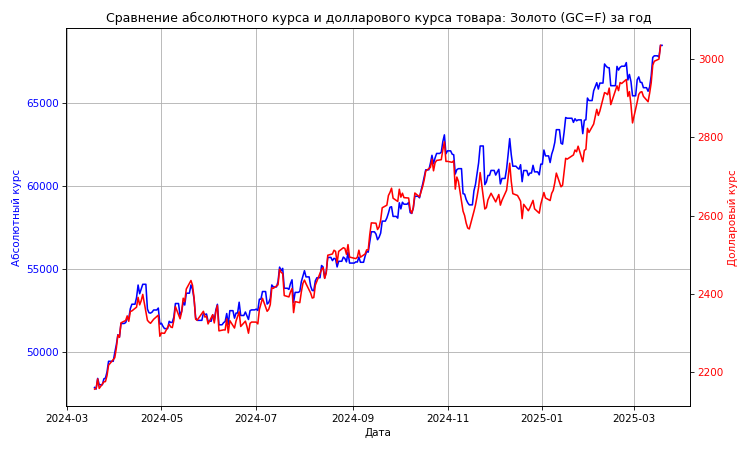 Сравнение абсолютного курса и долларового курса товара: Золото (GC=F) за год
Абсолютный курс
65000
60000
55000
50000
3000
2800
2600
2400
2200
Долларовый курс
2024-03 2024-05 2024-07 2024-09 2024-11 2025-01 2025-03
Дата